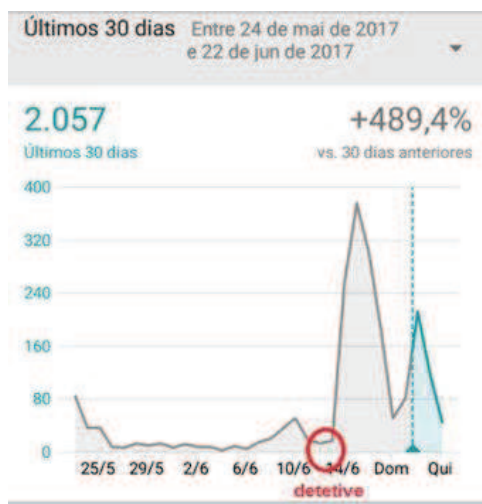 Últimos 30 dias Entre 24 de mai de 2017
e 22 de jun de 2017
2.057 +489,4%
Últimos 30 dias vs. 30 dias anteriores
400
320
240
160
80
0
25/5 29/5 2/6 6/6 10/6 14/6 Dom Qui
detetive